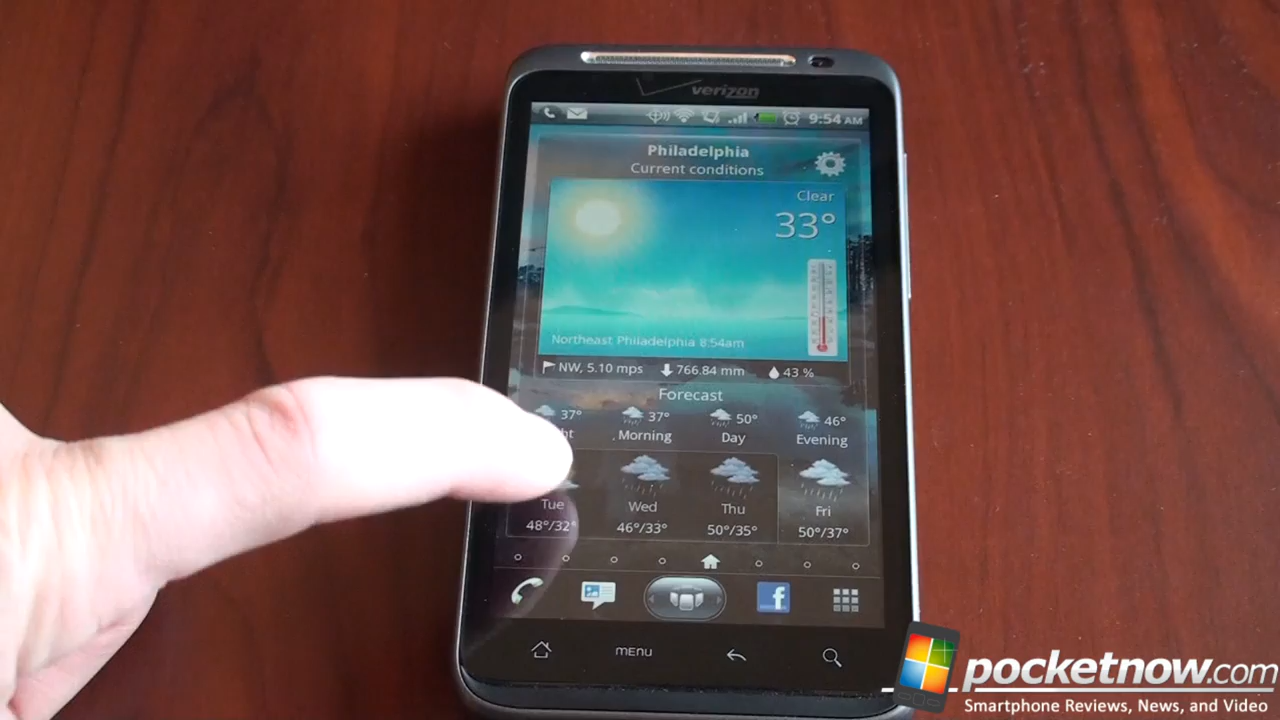 verizon
9:54 AM
Philadelphia
Current conditions
Clear
33°
Northeast Philadelphia 8:54am
NW, 5.10 mps 766.84 mm 43 %
Forecast
37° 37° 50° 46°
Morning Day Evening
Tue Wed Thu Fri
48°/32° 46°/33° 50°/35° 50°/37°
f
MENU
pocketnow.com
Smartphone Reviews, News, and Video